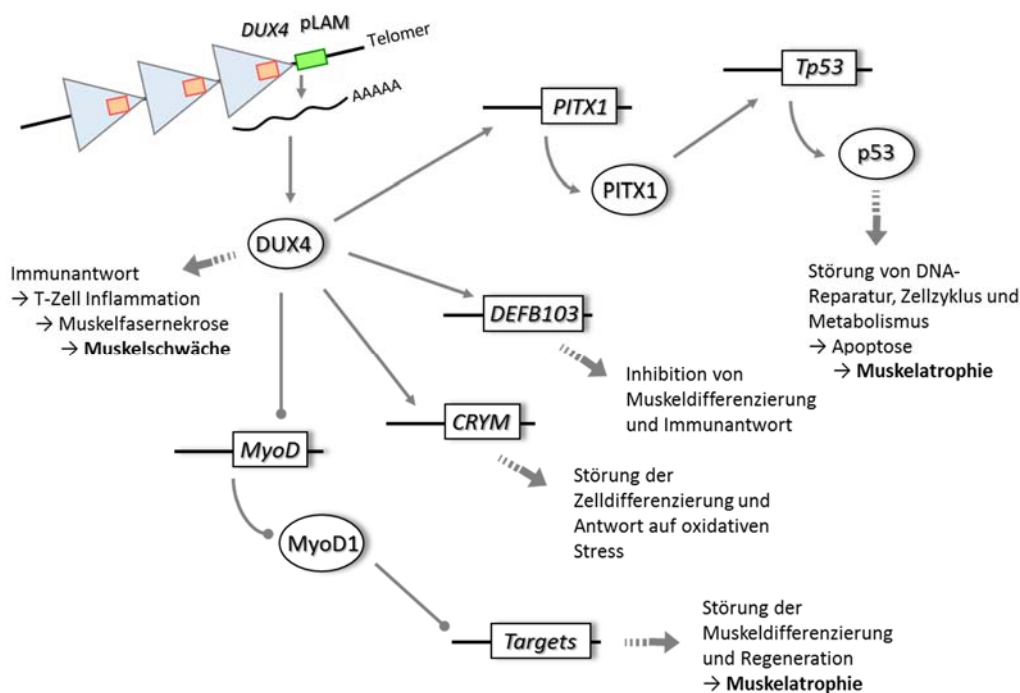 DUX4 pLAM
Telomer
AAAAA
DUX4
PITX1
PITX1
Tp53
p53
Störung von DNA-
Reparatur, Zellzyklus und
Metabolismus
→ Apoptose
→ Muskelatrophie
Immunantwort
→ T-Zell Inflammation
→ Muskelfasernekrose
→ Muskelschwäche
DEFB103
Inhibition von
Muskeldifferenzierung
und Immunantwort
CRYM
Störung der
Zelldifferenzierung und
Antwort auf oxidativen
Stress
MyoD
MyoD1
Targets
Störung der
Muskeldifferenzierung
und Regeneration
→ Muskelatrophie